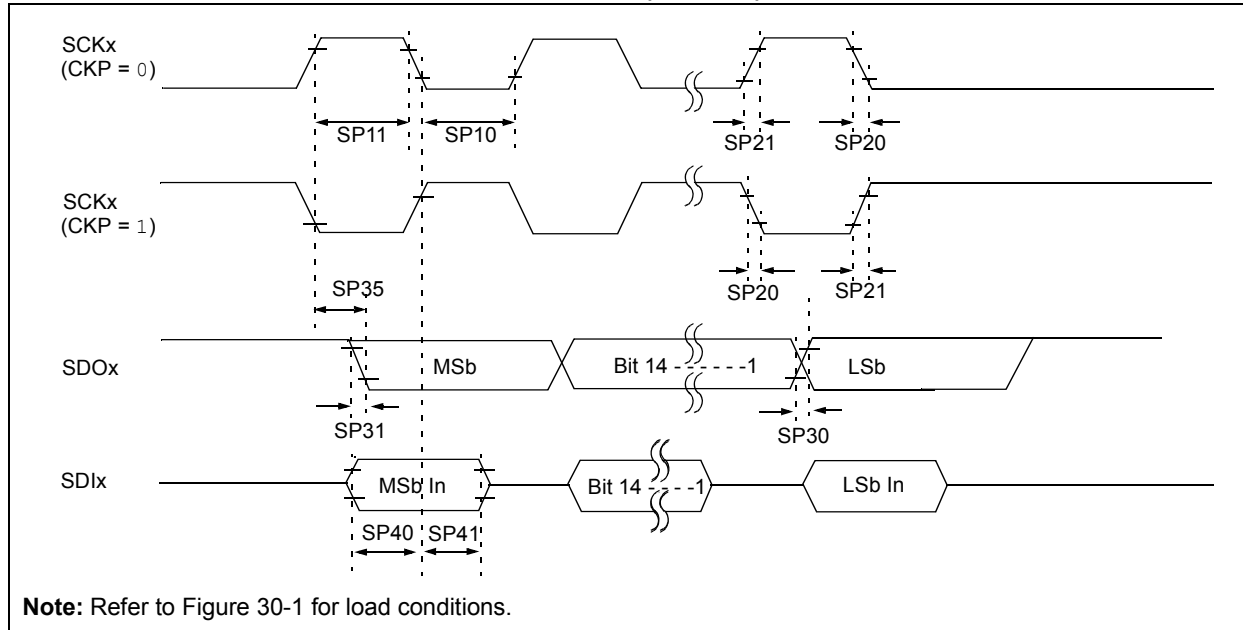 SCKx
(CKP = 0)
SP11
SP10
SP21
SP20
SCKx
(CKP = 1)
SP35
SP20
SP21
SDOx
MSb
Bit 14 - - - - - -1
LSb
SP31
SP30
SDIx
MSb In
Bit 14 - - - -1
LSb In
SP40
SP41
Note: Refer to Figure 30-1 for load conditions.